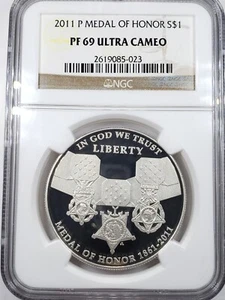 2011 P MEDAL OF HONOR S$1
PF 69 ULTRA CAMEO
2619085-023
NGC
IN GOD WE TRUST
LIBERTY
MEDAL OF HONOR 1861-2011